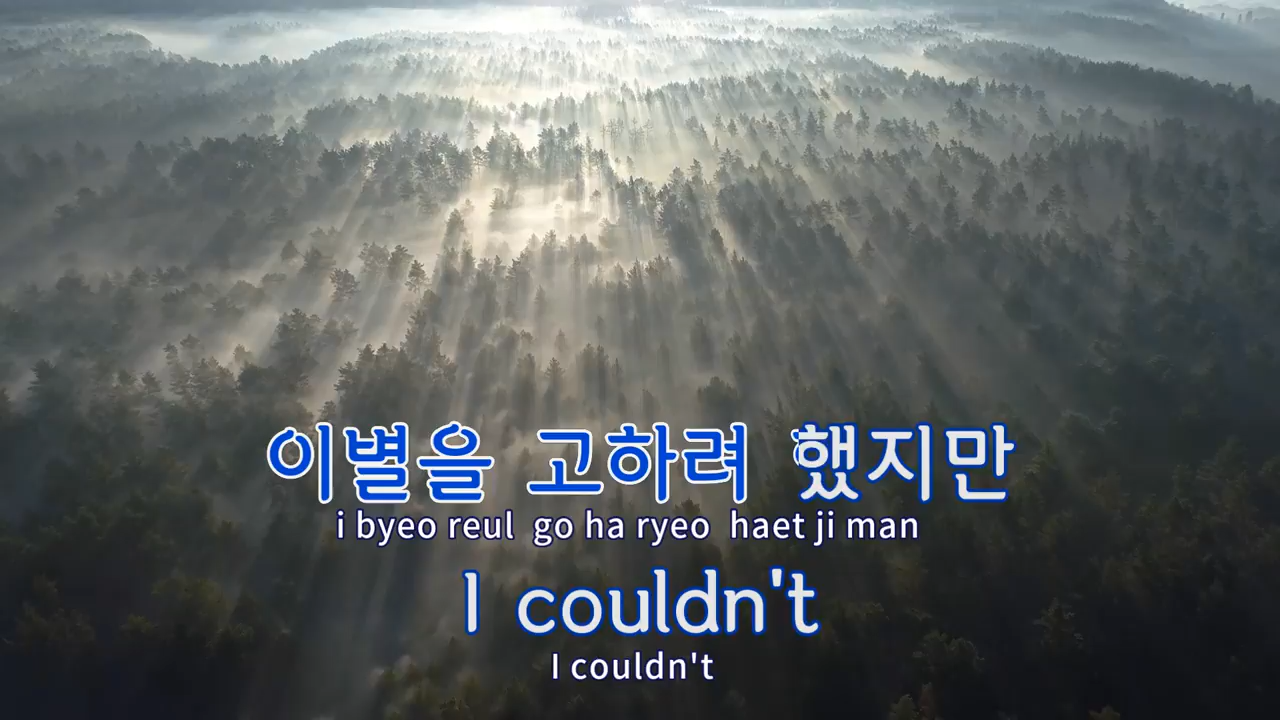 이별을 고하려 했지만
i byeo reul go ha ryeo haet ji man
I couldn't
I couldn't